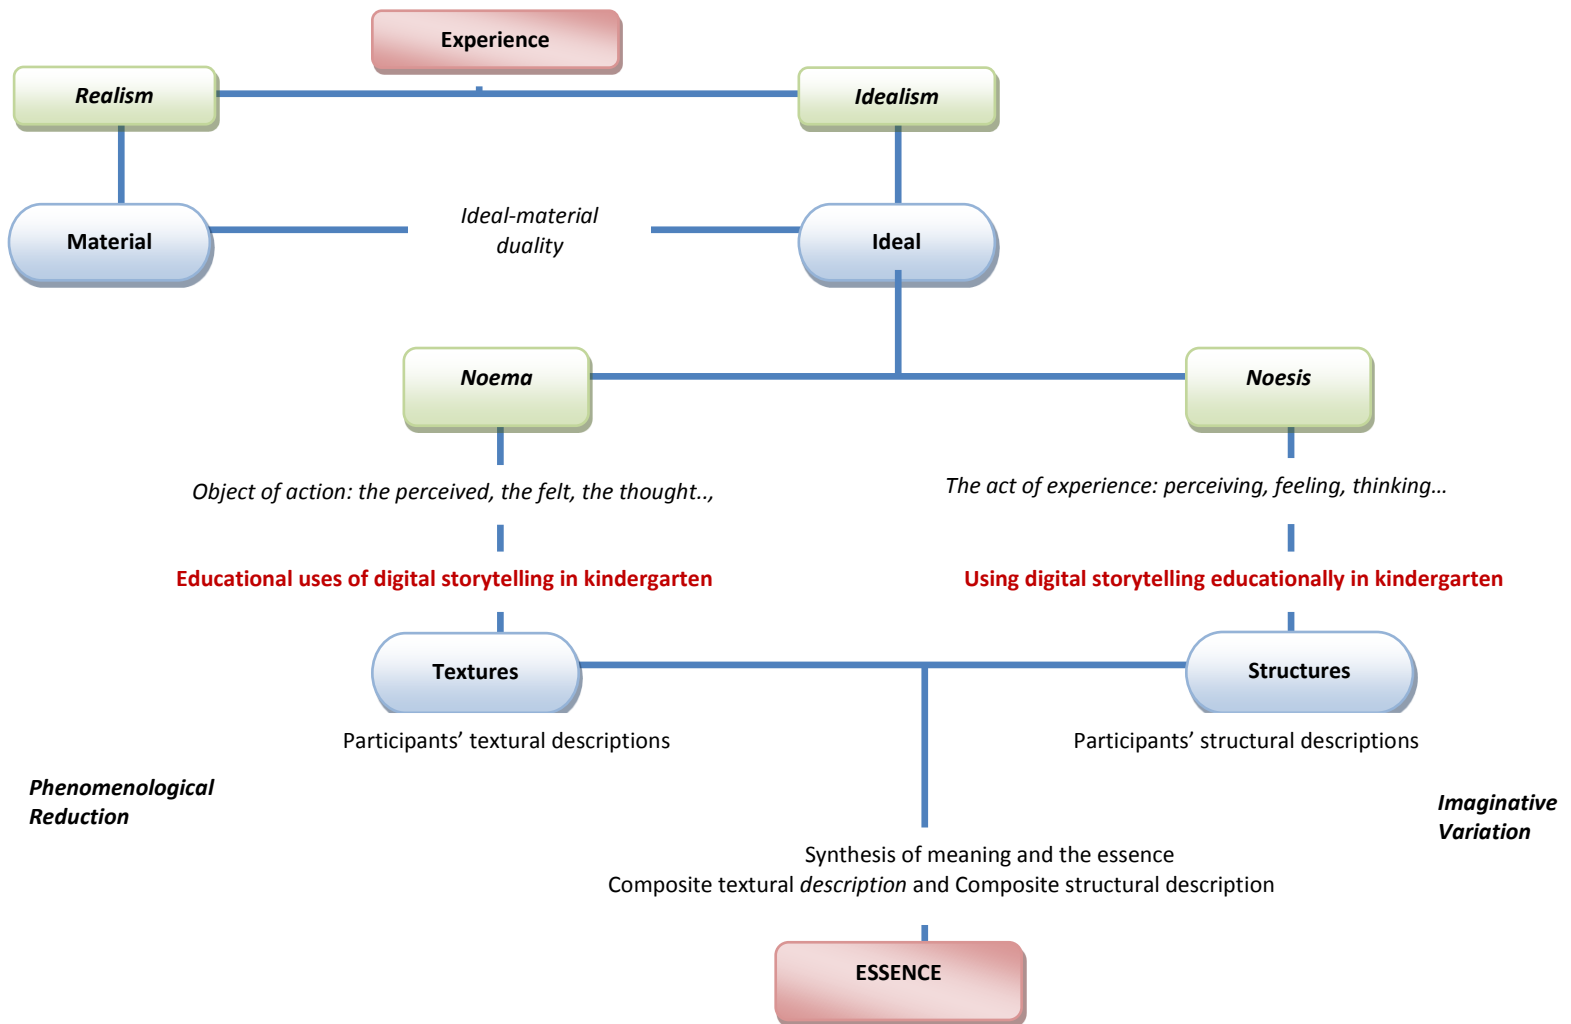 Experience
Realism
Idealism
Ideal-material
duality
Material
Ideal
Noema
Noesis
Object of action: the perceived, the felt, the thought..,
The act of experience: perceiving, feeling, thinking...
Educational uses of digital storytelling in kindergarten
Using digital storytelling educationally in kindergarten
Textures
Structures
Participants’ textural descriptions
Participants’ structural descriptions
Phenomenological
Reduction
Imaginative
Variation
Synthesis of meaning and the essence
Composite textural description and Composite structural description
ESSENCE